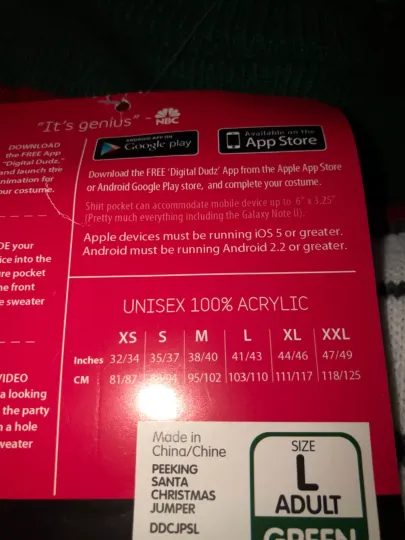 "It's genius" - NBC
DOWNLOAD
the FREE App
"Digital Dudz,"
and launch the
nimation for
our costume.
DE your
ice into the
re pocket
e front
e sweater
VIDEO
a looking
the party
n a hole
weater
ANDROID APP ON
Google play
Available on the
App Store
Download the FREE 'Digital Dudz' App from the Apple App Store
or Android Google Play store, and complete your costume.
Shirt pocket can accommodate mobile device up to 6" x 3.25"
(Pretty much everything including the Galaxy Note II).
Apple devices must be running iOS 5 or greater.
Android must be running Android 2.2 or greater.
UNISEX 100% ACRYLIC
XS S M L XL XXL
Inches 32/34 35/37 38/40 41/43 44/46 47/49
CM 81/87 88/94 95/102 103/110 111/117 118/125
Made in
China/Chine
PEEKING
SANTA
CHRISTMAS
JUMPER
DDCJPSL
SIZE
L
ADULT
GREEN